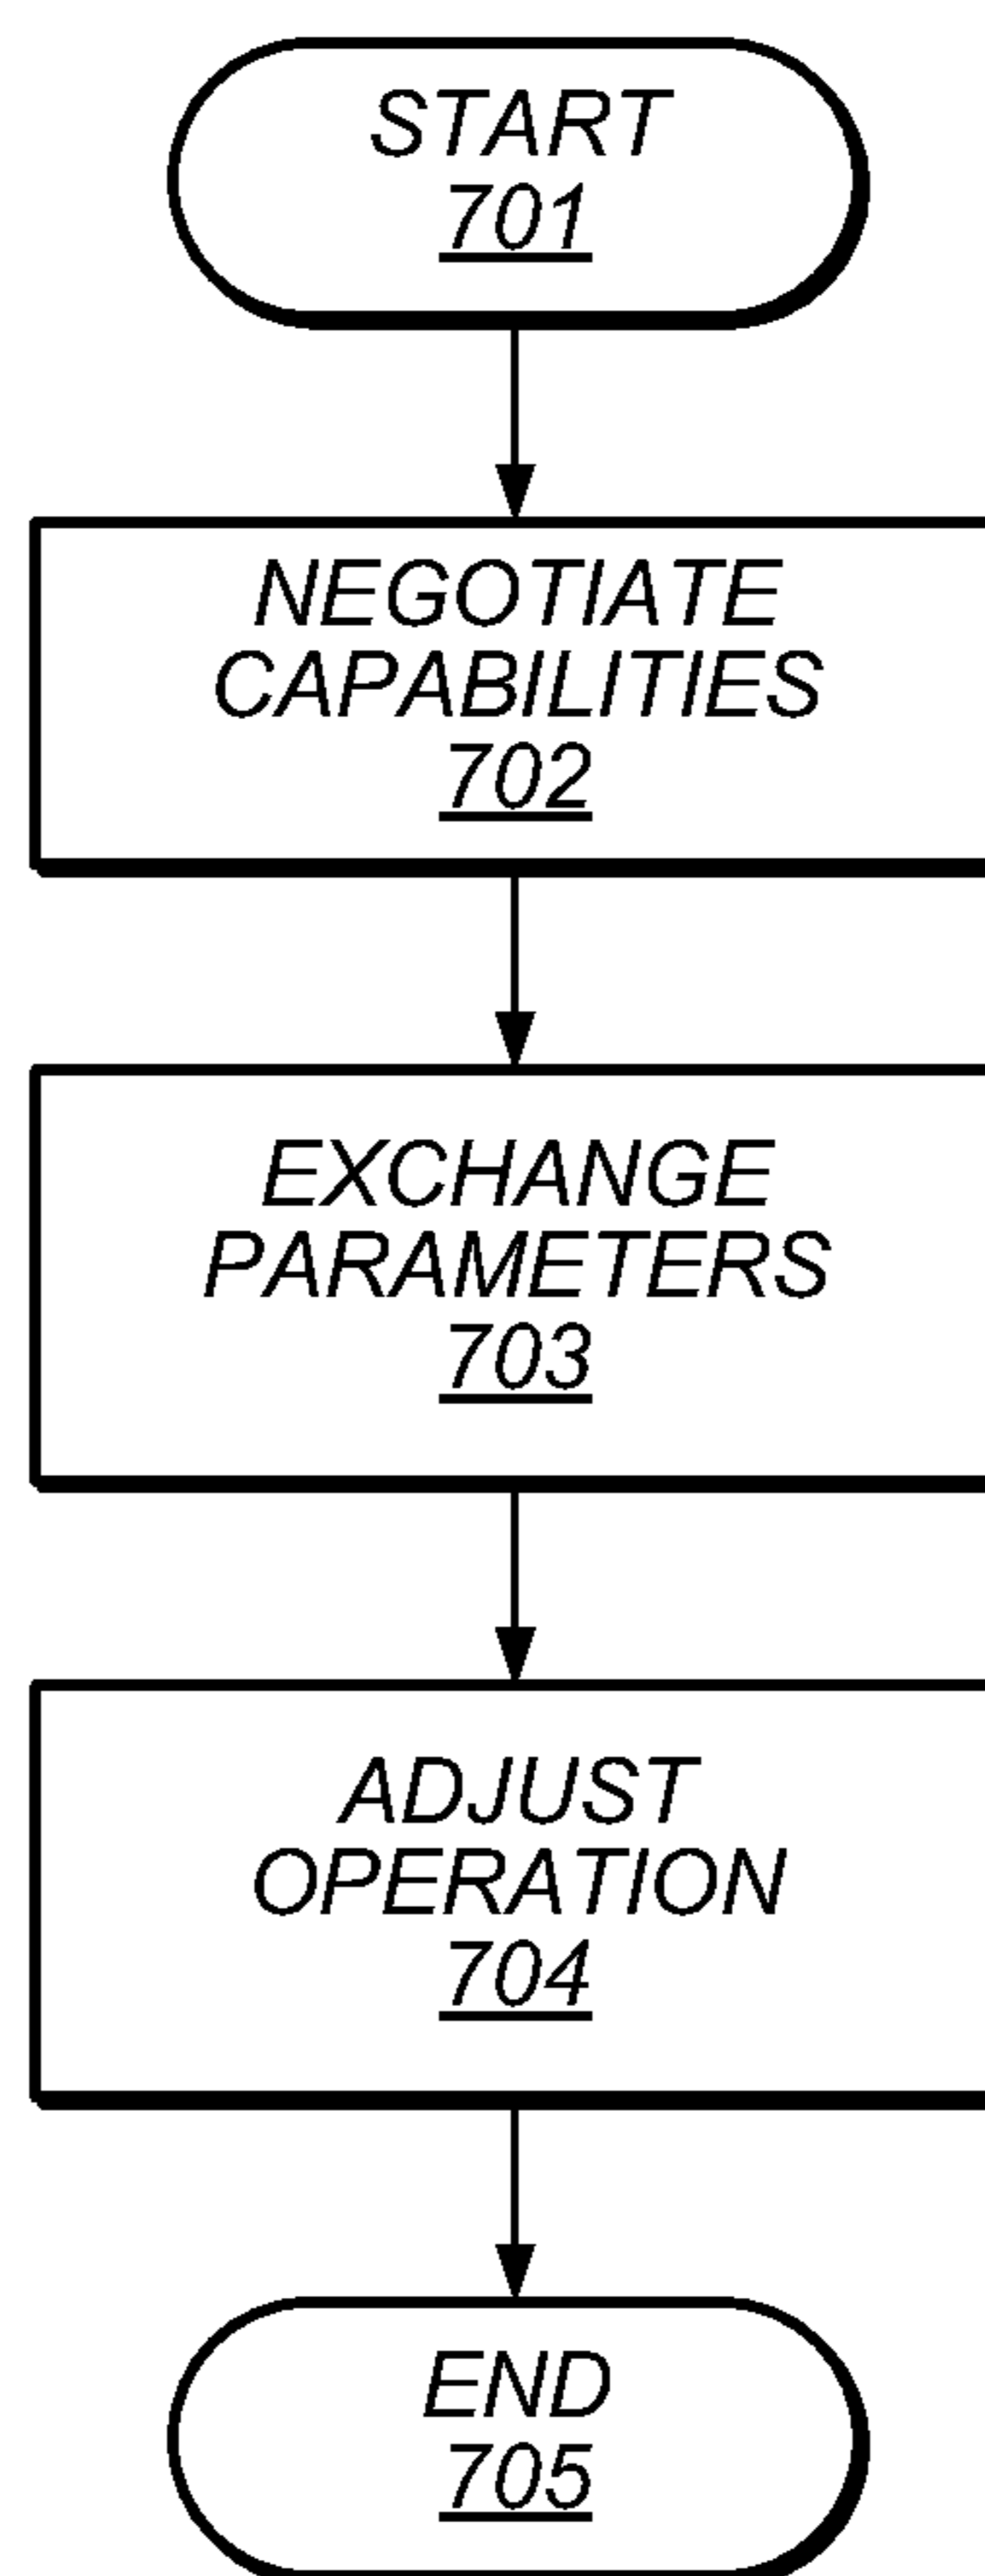 START
701
NEGOTIATE
CAPABILITIES
702
EXCHANGE
PARAMETERS
703
ADJUST
OPERATION
704
END
705